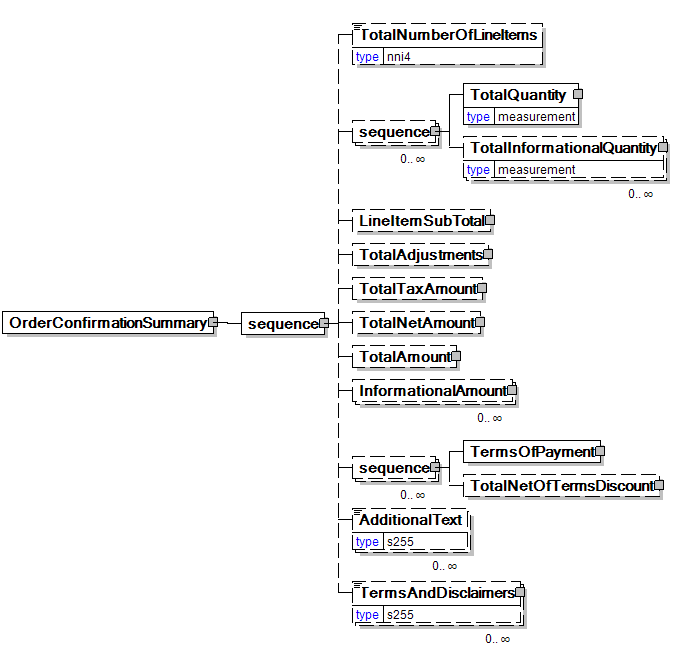 TotalNumberOfLineItems
type nni4
TotalQuantity
type measurement
sequence
0.. ∞
TotalInformationalQuantity
type measurement
0.. ∞
LineItemSubTotal
TotalAdjustments
TotalTaxAmount
OrderConfirmationSummary
sequence
TotalNetAmount
TotalAmount
InformationalAmount
0.. ∞
sequence
0.. ∞
TermsOfPayment
TotalNetOfTermsDiscount
AdditionalText
type s255
0.. ∞
TermsAndDisclaimers
type s255
0.. ∞